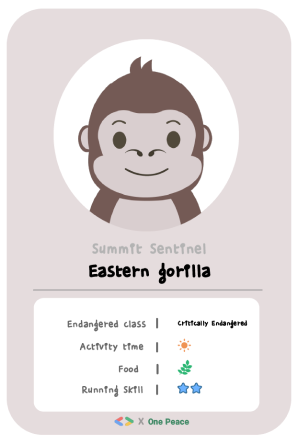 Summit Sentinel
Eastern gorilla
Endangered class | Critically Endangered
Activity time |
Food |
Running Skill |
X One Peace